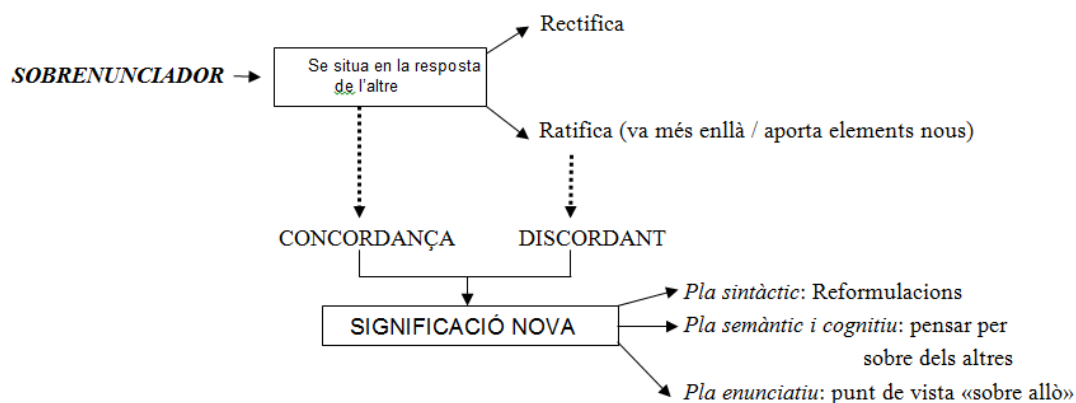 Rectifica
SOBRENUNCIADOR
Se situa en la resposta
de l'altre
Ratifica (va més enllà / aporta elements nous)
CONCORDANÇA
DISCORDANT
SIGNIFICACIÓ NOVA
Pla sintàctic: Reformulacions
Pla semàntic i cognitiu: pensar per
sobre dels altres
Pla enunciatiu: punt de vista «sobre allò»